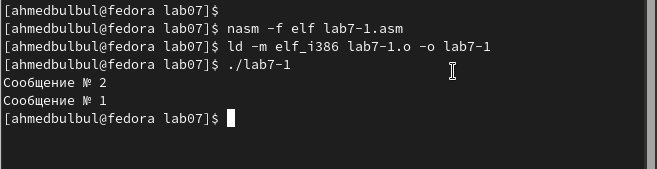 [ahmedbulbul@fedora lab07]$
[ahmedbulbul@fedora lab07]$ nasm -f elf lab7-1.asm
[ahmedbulbul@fedora lab07]$ ld -m elf_i386 lab7-1.o -o lab7-1
[ahmedbulbul@fedora lab07]$ ./lab7-1
Сообщение № 2
Сообщение № 1
[ahmedbulbul@fedora lab07]$